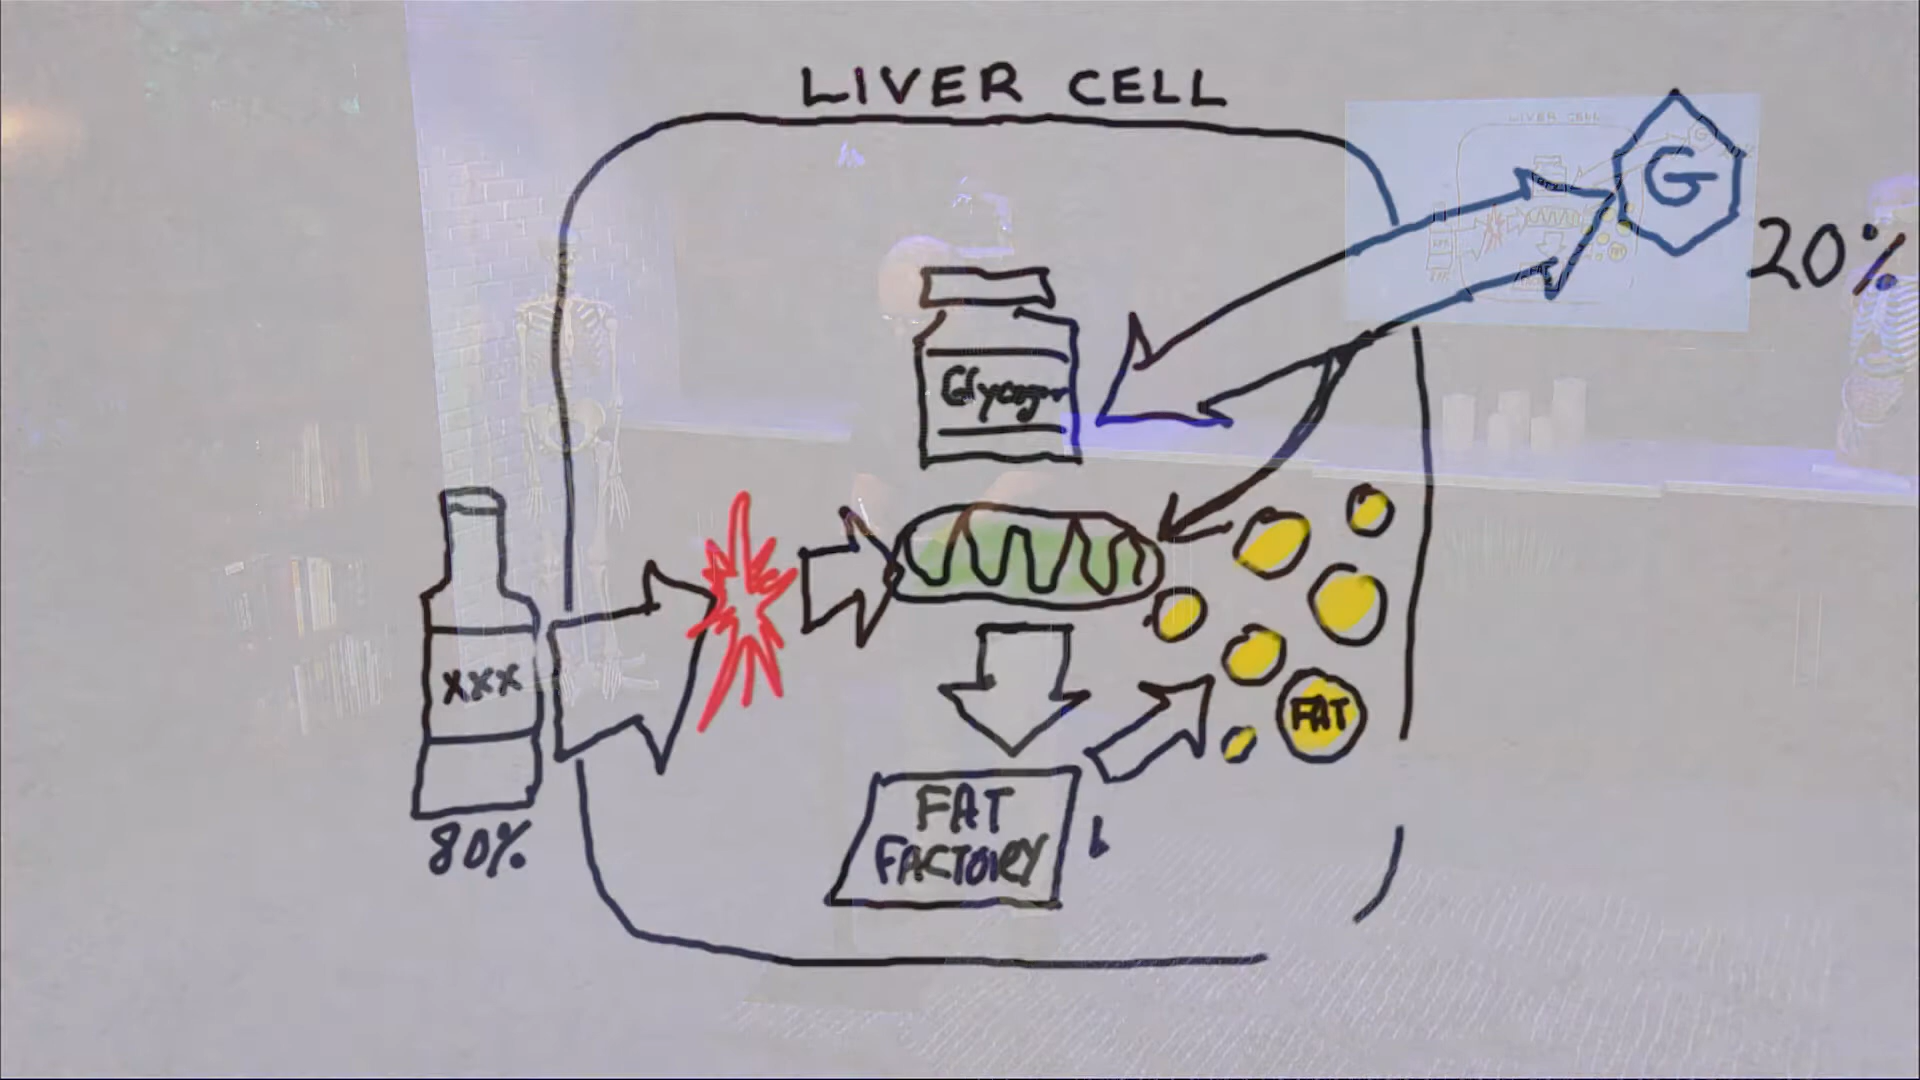 LIVER CELL
G
20%
Glycogen
XXX
80%
FAT
FAT
FACTORY